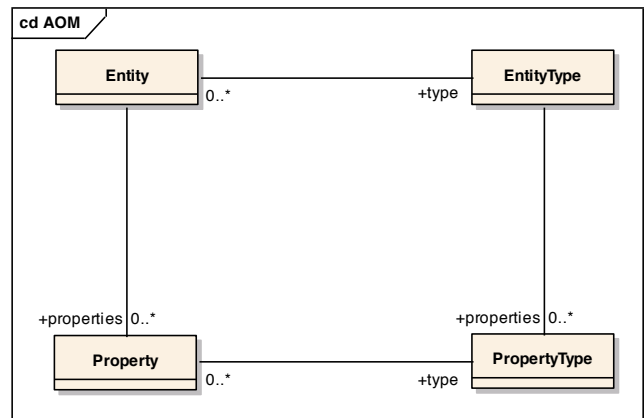 cd AOM
Entity
EntityType
0..*
+type
+properties 0..*
+properties 0..*
Property
PropertyType
0..*
+type